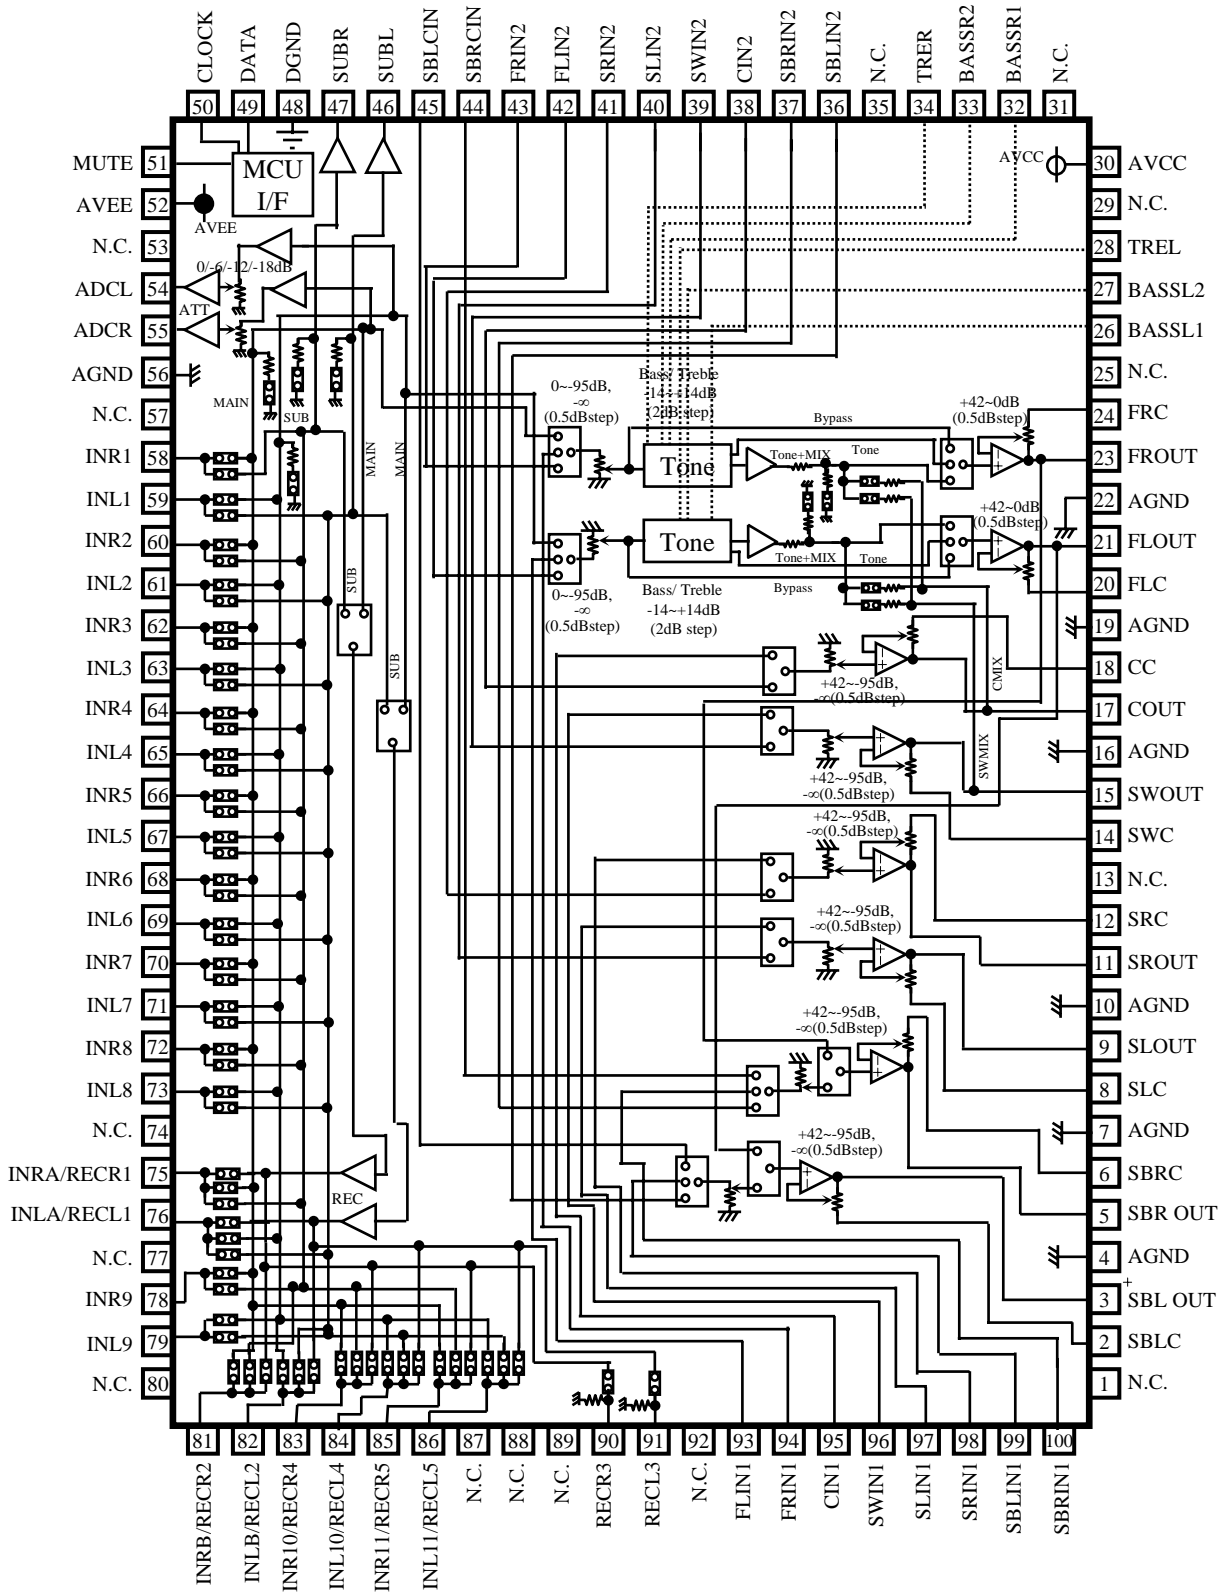 CLOCK
DATA
DGND
SUBR
SUBL
SBLCIN
SBRCIN
FRIN2
FLIN2
SRIN2
SLIN2
SWIN2
CIN2
SBRIN2
SBLIN2
N.C.
TRER
BASSR2
BASSR1
N.C.
50 49 48 47 46 45 44 43 42 41 40 39 38 37 36 35 34 33 32 31
MUTE 51
AVEE 52
N.C. 53
ADCL 54
ADCR 55
AGND 56
N.C. 57
INR1 58
INL1 59
INR2 60
INL2 61
INR3 62
INL3 63
INR4 64
INL4 65
INR5 66
INL5 67
INR6 68
INL6 69
INR7 70
INL7 71
INR8 72
INL8 73
N.C. 74
INRA/RECR1 75
INLA/RECL1 76
N.C. 77
INR9 78
INL9 79
N.C. 80
MCU
I/F
AVEE
0/-6/-12/-18dB
ATT
MAIN
SUB
MAIN
MAIN
SUB
SUB
REC
0~-95dB,
-∞
(0.5dBstep)
Bass/ Treble
-14~+14dB
(2dB step)
Tone
Bypass
Tone+MIX
Tone
+42~0dB
(0.5dBstep)
0~-95dB,
-∞
(0.5dBstep)
Tone
Bass/ Treble
-14~+14dB
(2dB step)
Tone+MIX
Tone
Bypass
+42~0dB
(0.5dBstep)
+42~-95dB,
-∞(0.5dBstep)
CMIX
SWMIX
+42~-95dB,
-∞(0.5dBstep)
+42~-95dB,
-∞(0.5dBstep)
+42~-95dB,
-∞(0.5dBstep)
+42~-95dB,
-∞(0.5dBstep)
+42~-95dB,
-∞(0.5dBstep)
AVCC
30 AVCC
29 N.C.
28 TREL
27 BASSL2
26 BASSL1
25 N.C.
24 FRC
23 FROUT
22 AGND
21 FLOUT
20 FLC
19 AGND
18 CC
17 COUT
16 AGND
15 SWOUT
14 SWC
13 N.C.
12 SRC
11 SROUT
10 AGND
9 SLOUT
8 SLC
7 AGND
6 SBRC
5 SBR OUT
4 AGND
+
3 SBL OUT
2 SBLC
1 N.C.
81 82 83 84 85 86 87 88 89 90 91 92 93 94 95 96 97 98 99 100
INRB/RECR2
INLB/RECL2
INR10/RECR4
INL10/RECL4
INR11/RECR5
INL11/RECL5
N.C.
N.C.
N.C.
RECR3
RECL3
N.C.
FLIN1
FRIN1
CIN1
SWIN1
SLIN1
SRIN1
SBLIN1
SBRIN1